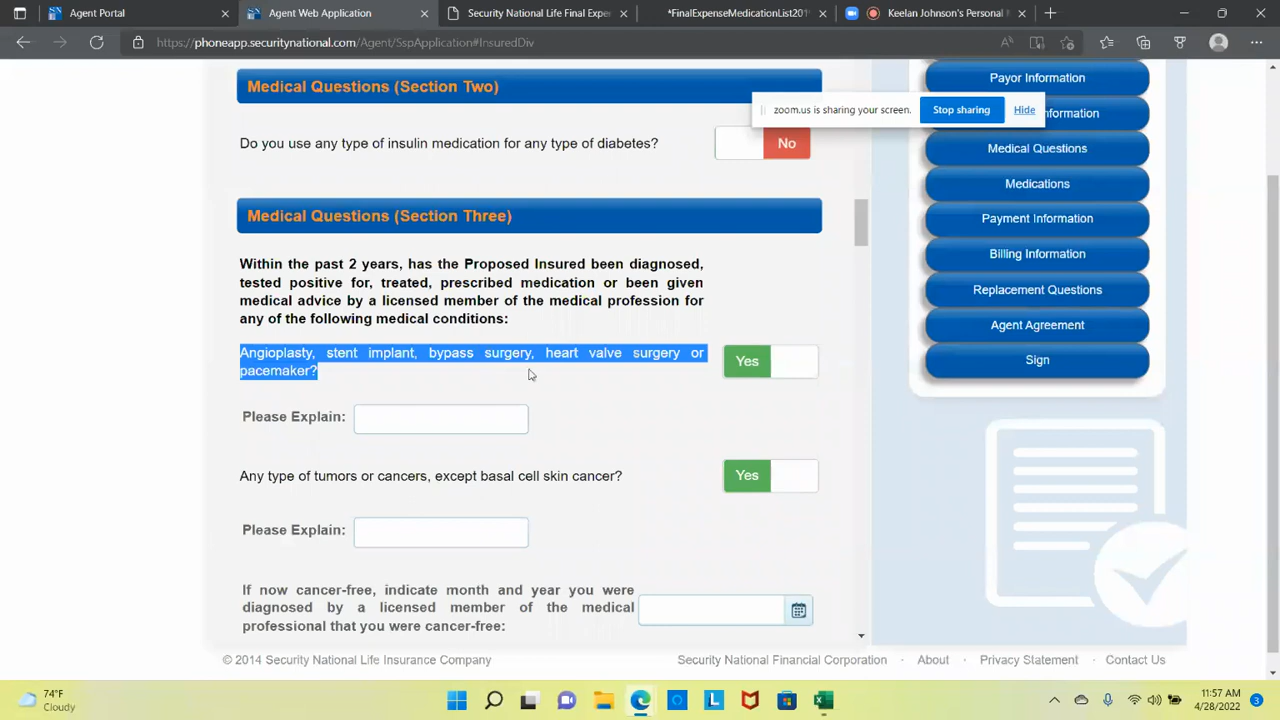 Agent Portal
Agent Web Application
Security National Life Final Expe
*FinalExpenseMedicationList201
Keelan Johnson's Personal M
https://phoneapp.securitynational.com/Agent/SspApplication#InsuredDiv
Medical Questions (Section Two)
Payor Information
zoom.us is sharing your screen.
Stop sharing
Hide
nformation
Do you use any type of insulin medication for any type of diabetes?
No
Medical Questions
Medications
Medical Questions (Section Three)
Payment Information
Billing Information
Within the past 2 years, has the Proposed Insured been diagnosed,
tested positive for, treated, prescribed medication or been given
medical advice by a licensed member of the medical profession for
any of the following medical conditions:
Replacement Questions
Agent Agreement
Sign
Angioplasty, stent implant, bypass surgery, heart valve surgery or
pacemaker?
Yes
Please Explain:
Any type of tumors or cancers, except basal cell skin cancer?
Yes
Please Explain:
If now cancer-free, indicate month and year you were
diagnosed by a licensed member of the medical
professional that you were cancer-free:
© 2014 Security National Life Insurance Company
Security National Financial Corporation · About · Privacy Statement · Contact Us
74°F
Cloudy
11:57 AM
4/28/2022
3